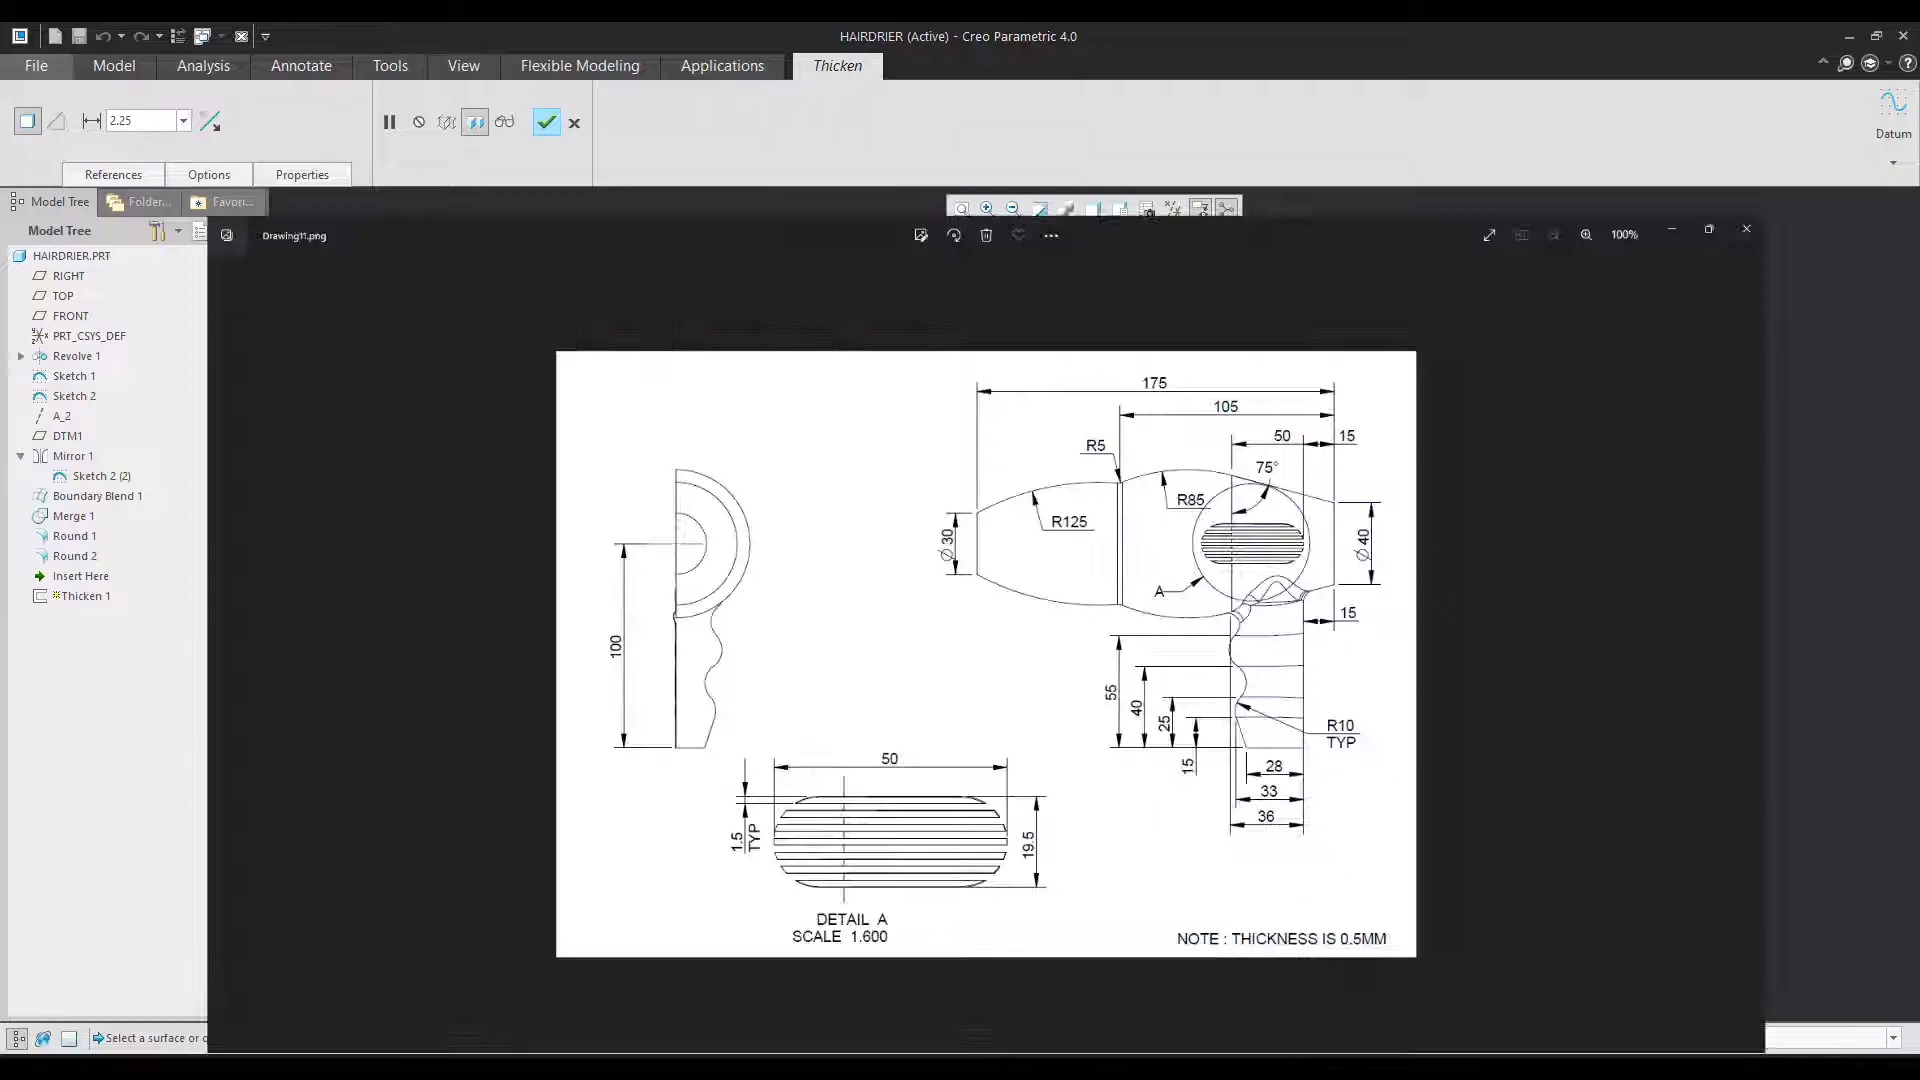 HAIRDRIER (Active) - Creo Parametric 4.0
File Model Analysis Annotate Tools View Flexible Modeling Applications Thicken
2.25
Datum
References Options Properties
Model Tree Folder... Favori...
Model Tree
Drawing11.png
100%
HAIRDRIER.PRT
RIGHT
TOP
FRONT
PRT_CSYS_DEF
Revolve 1
Sketch 1
Sketch 2
A_2
DTM1
Mirror 1
Sketch 2 (2)
Boundary Blend 1
Merge 1
Round 1
Round 2
Insert Here
Thicken 1
175
105
50
15
R5
75°
R85
R125
Ø 30
Ø 40
A
15
100
55
40
25
15
R10
TYP
28
33
36
50
1.5
TYP
19.5
DETAIL A
SCALE 1.600
NOTE : THICKNESS IS 0.5MM
Select a surface or